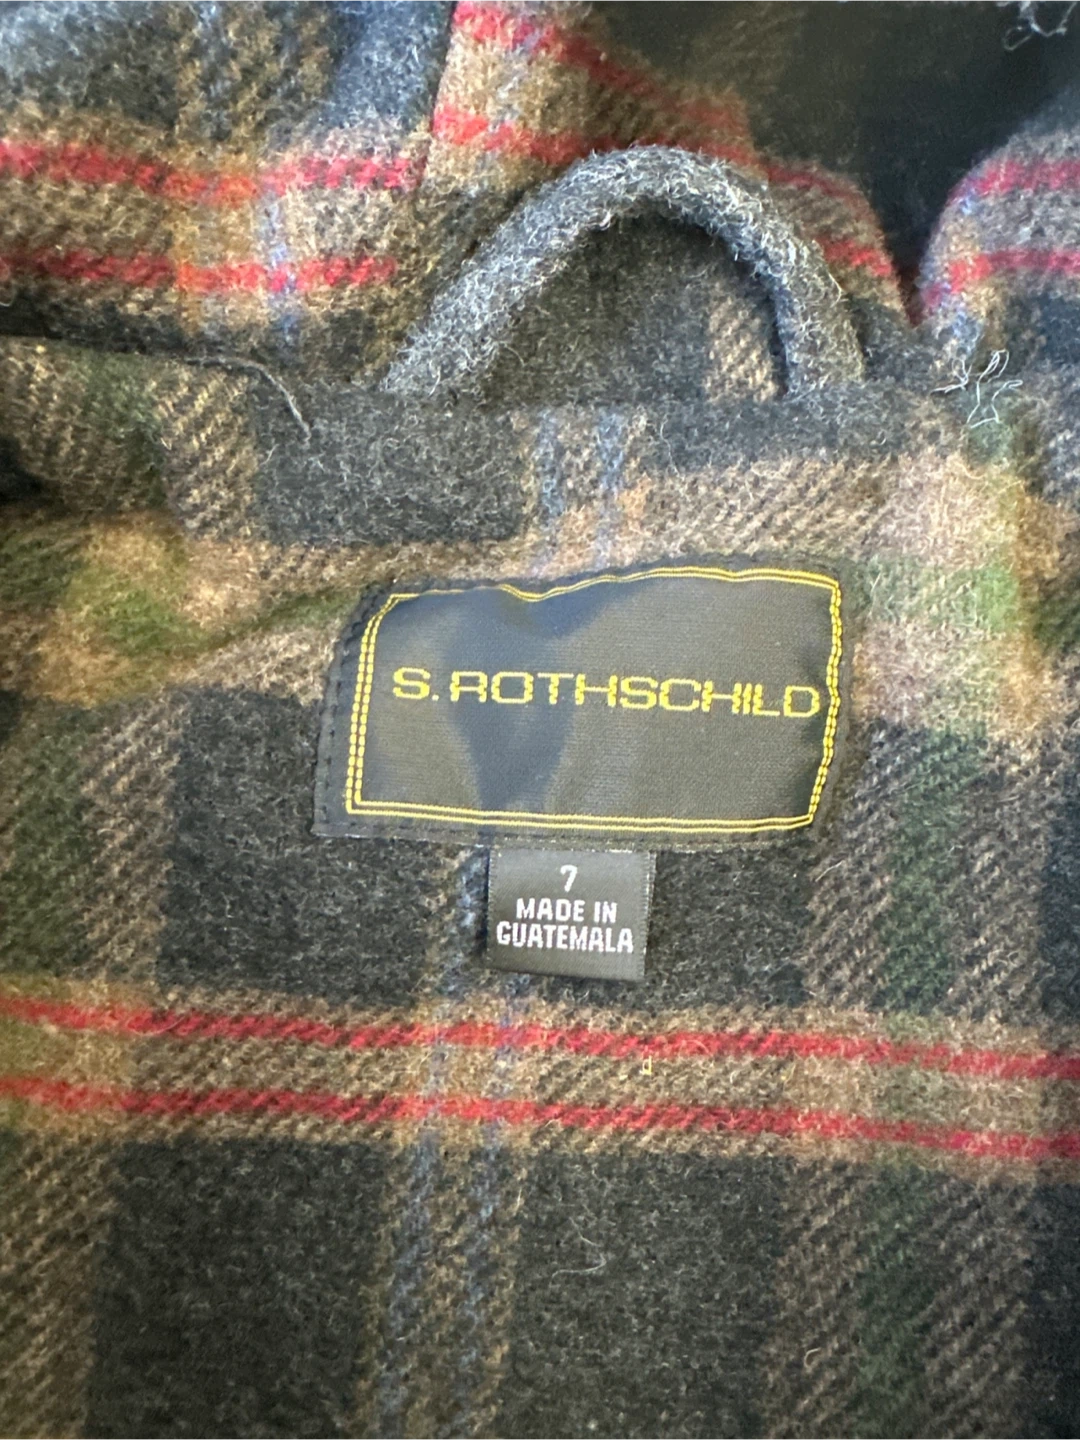 S. ROTHSCHILD
7
MADE IN
GUATEMALA